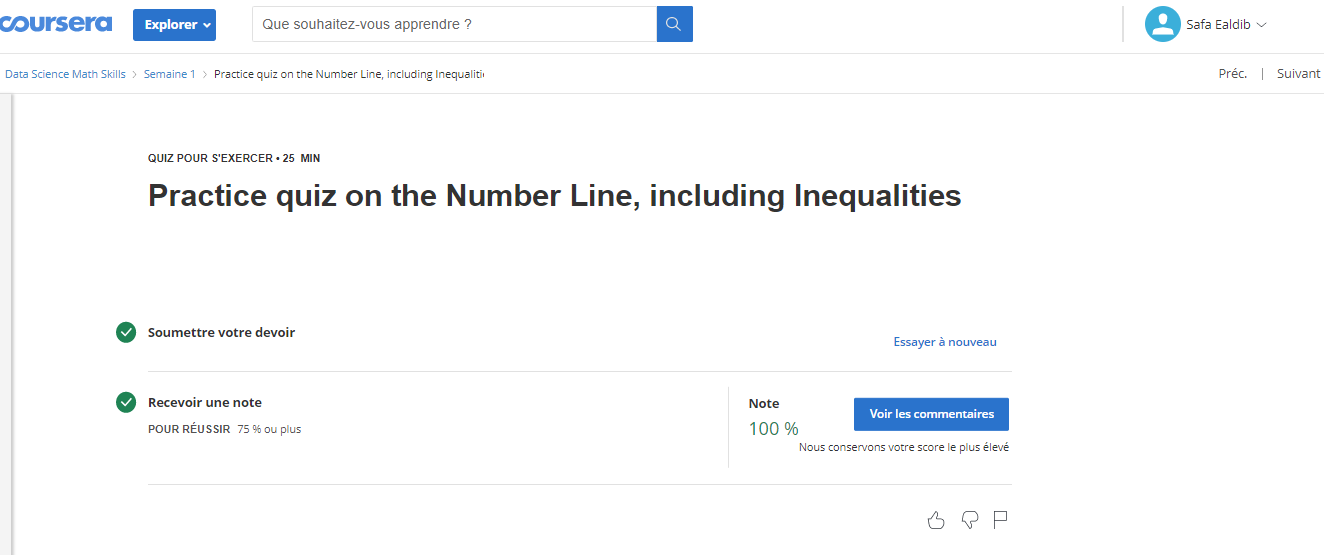 coursera
Explorer
Que souhaitez-vous apprendre ?
Safa Ealdib
Data Science Math Skills > Semaine 1 > Practice quiz on the Number Line, including Inequaliti
Préc. | Suivant
QUIZ POUR S'EXERCER • 25 MIN
Practice quiz on the Number Line, including Inequalities
Soumettre votre devoir
Essayer à nouveau
Recevoir une note
POUR RÉUSSIR 75 % ou plus
Note
100 %
Voir les commentaires
Nous conservons votre score le plus élevé